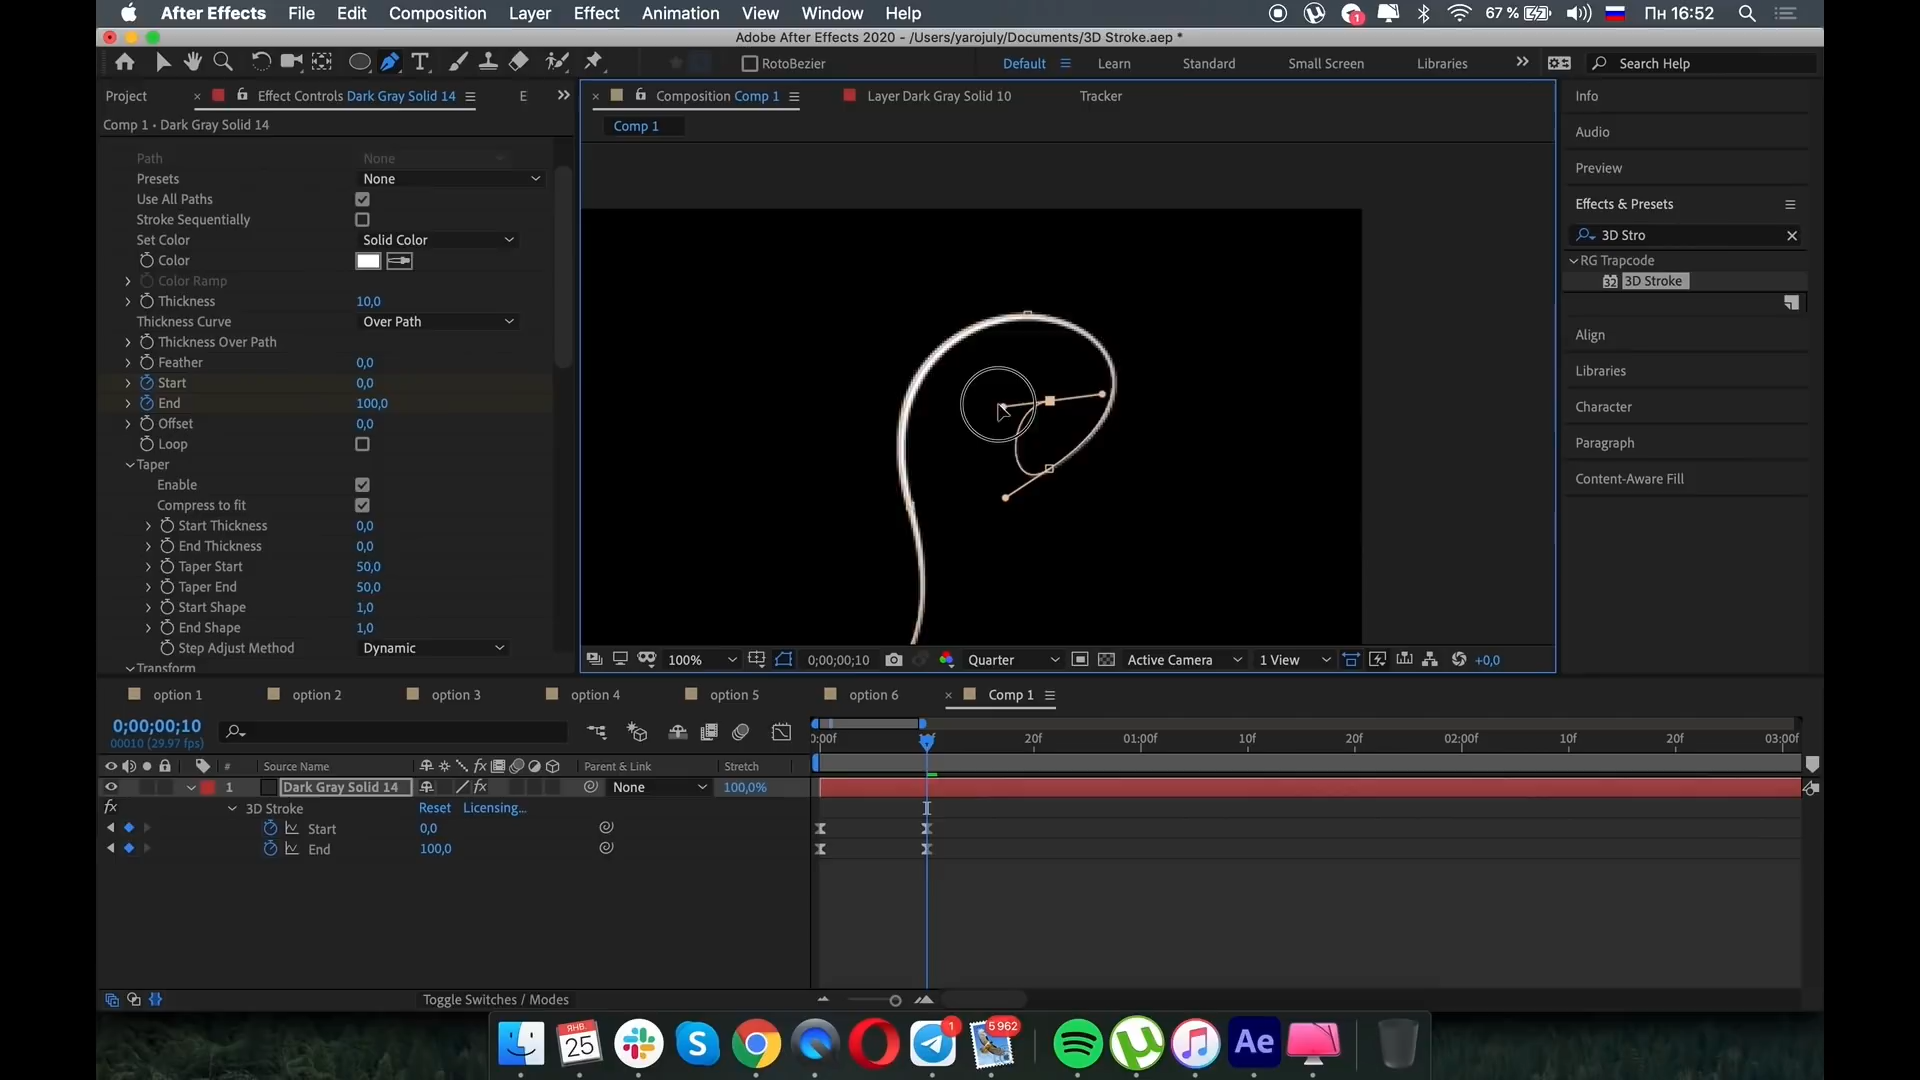 After Effects File Edit Composition Layer Effect Animation View Window Help 1 67 % Пн 16:52
Adobe After Effects 2020 - /Users/yarojuly/Documents/3D Stroke.aep *
T RotoBezier Default Learn Standard Small Screen Libraries Search Help
Project Effect Controls Dark Gray Solid 14 E Composition Comp 1 Layer Dark Gray Solid 10 Tracker Info
Comp 1 • Dark Gray Solid 14 Comp 1
Audio
Path None
Preview
Presets None
Use All Paths
Effects & Presets
Stroke Sequentially
3D Stro
Set Color Solid Color
Color
RG Trapcode
Color Ramp
32 3D Stroke
Thickness 10,0
Thickness Curve Over Path
Align
Thickness Over Path
Feather 0,0
Libraries
Start 0,0
End 100,0
Character
Offset 0,0
Loop
Paragraph
Taper
Content-Aware Fill
Enable
Compress to fit
Start Thickness 0,0
End Thickness 0,0
Taper Start 50,0
Taper End 50,0
Start Shape 1,0
End Shape 1,0
Step Adjust Method Dynamic
Transform
100% 0;00;00;10 Quarter Active Camera 1 View +0,0
option 1 option 2 option 3 option 4 option 5 option 6 Comp 1
0;00;00;10
00010 (29.97 fps)
0:00f 20f 01:00f 10f 20f 02:00f 10f 20f 03:00f
# Source Name fx Parent & Link Stretch
1 Dark Gray Solid 14 fx None 100,0%
fx 3D Stroke Reset Licensing...
Start 0,0
End 100,0
Toggle Switches / Modes
ЯНВ. 25 S 1 5 962 Ae